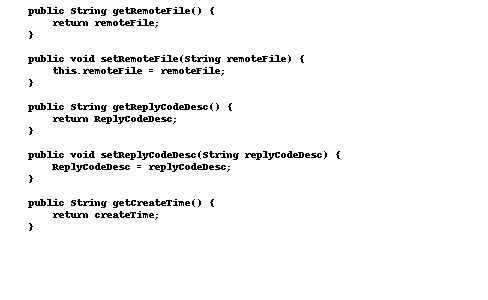 public String getRemoteFile() {
    return remoteFile;
}

public void setRemoteFile(String remoteFile) {
    this.remoteFile = remoteFile;
}

public String getReplyCodeDesc() {
    return ReplyCodeDesc;
}

public void setReplyCodeDesc(String replyCodeDesc) {
    ReplyCodeDesc = replyCodeDesc;
}

public String getCreateTime() {
    return createTime;
}